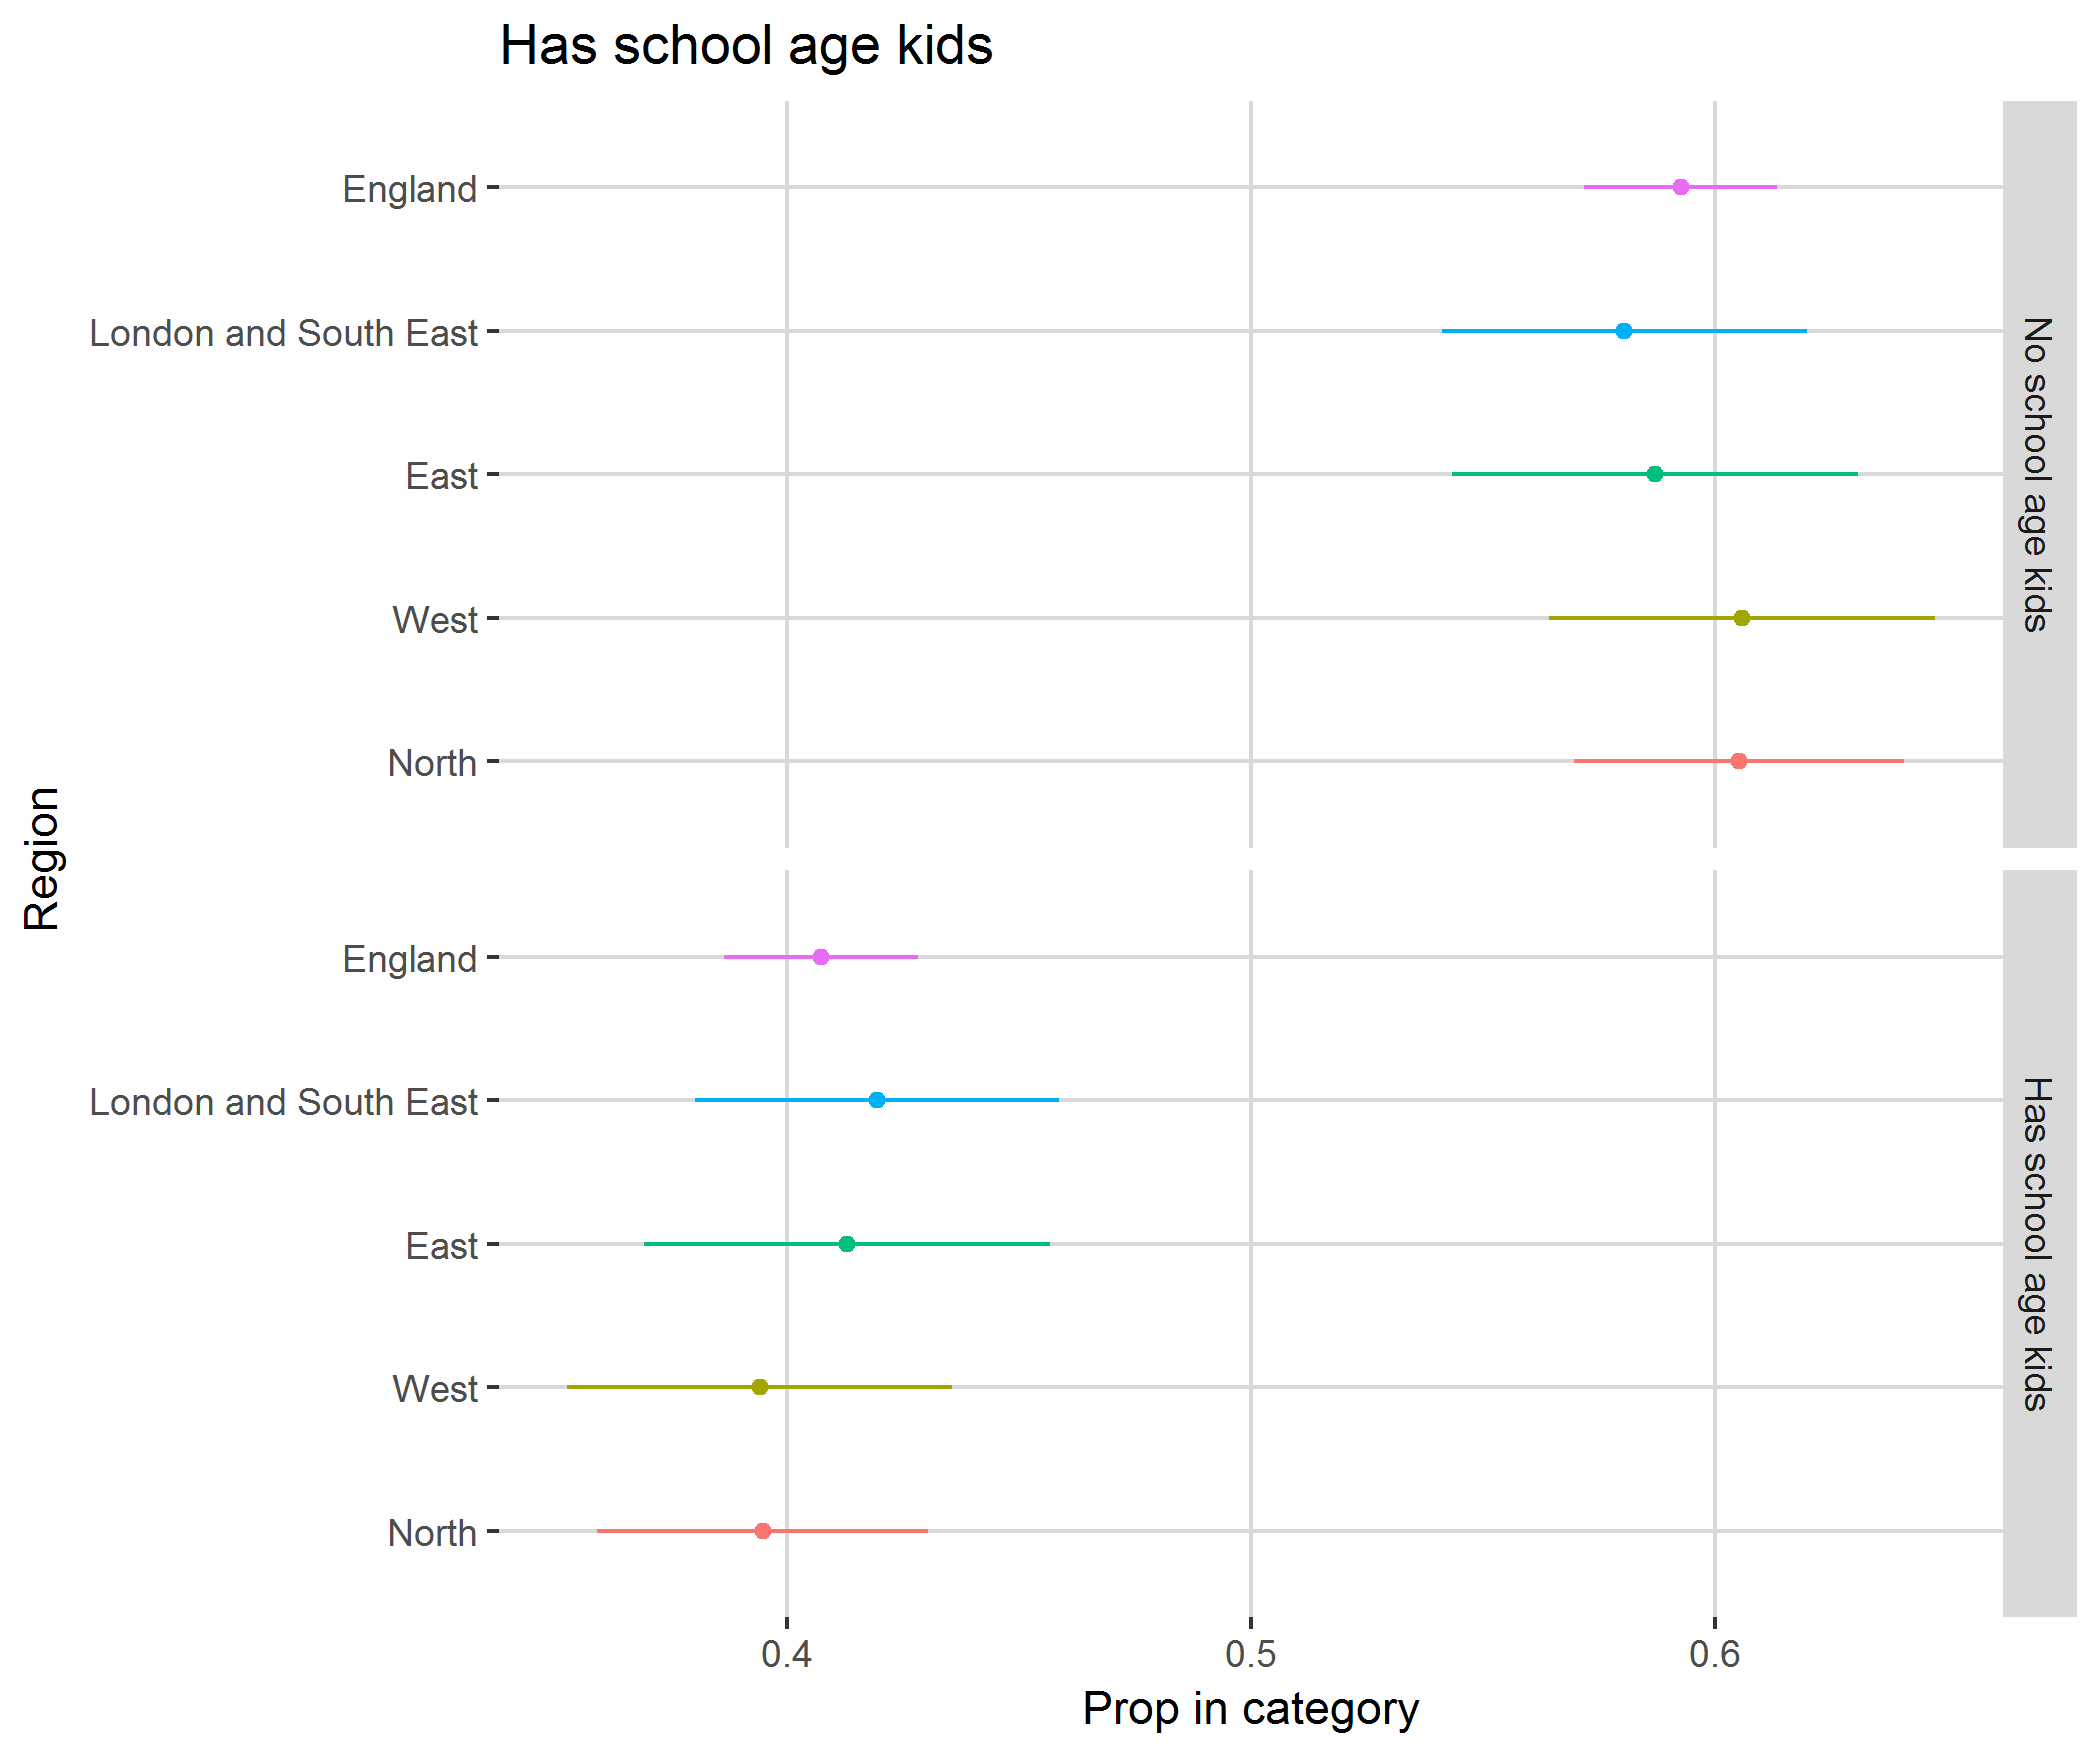 Has school age kids
England
London and South East
East
West
North
No school age kids
Region
England
London and South East
East
West
North
Has school age kids
0.4
0.5
0.6
Prop in category